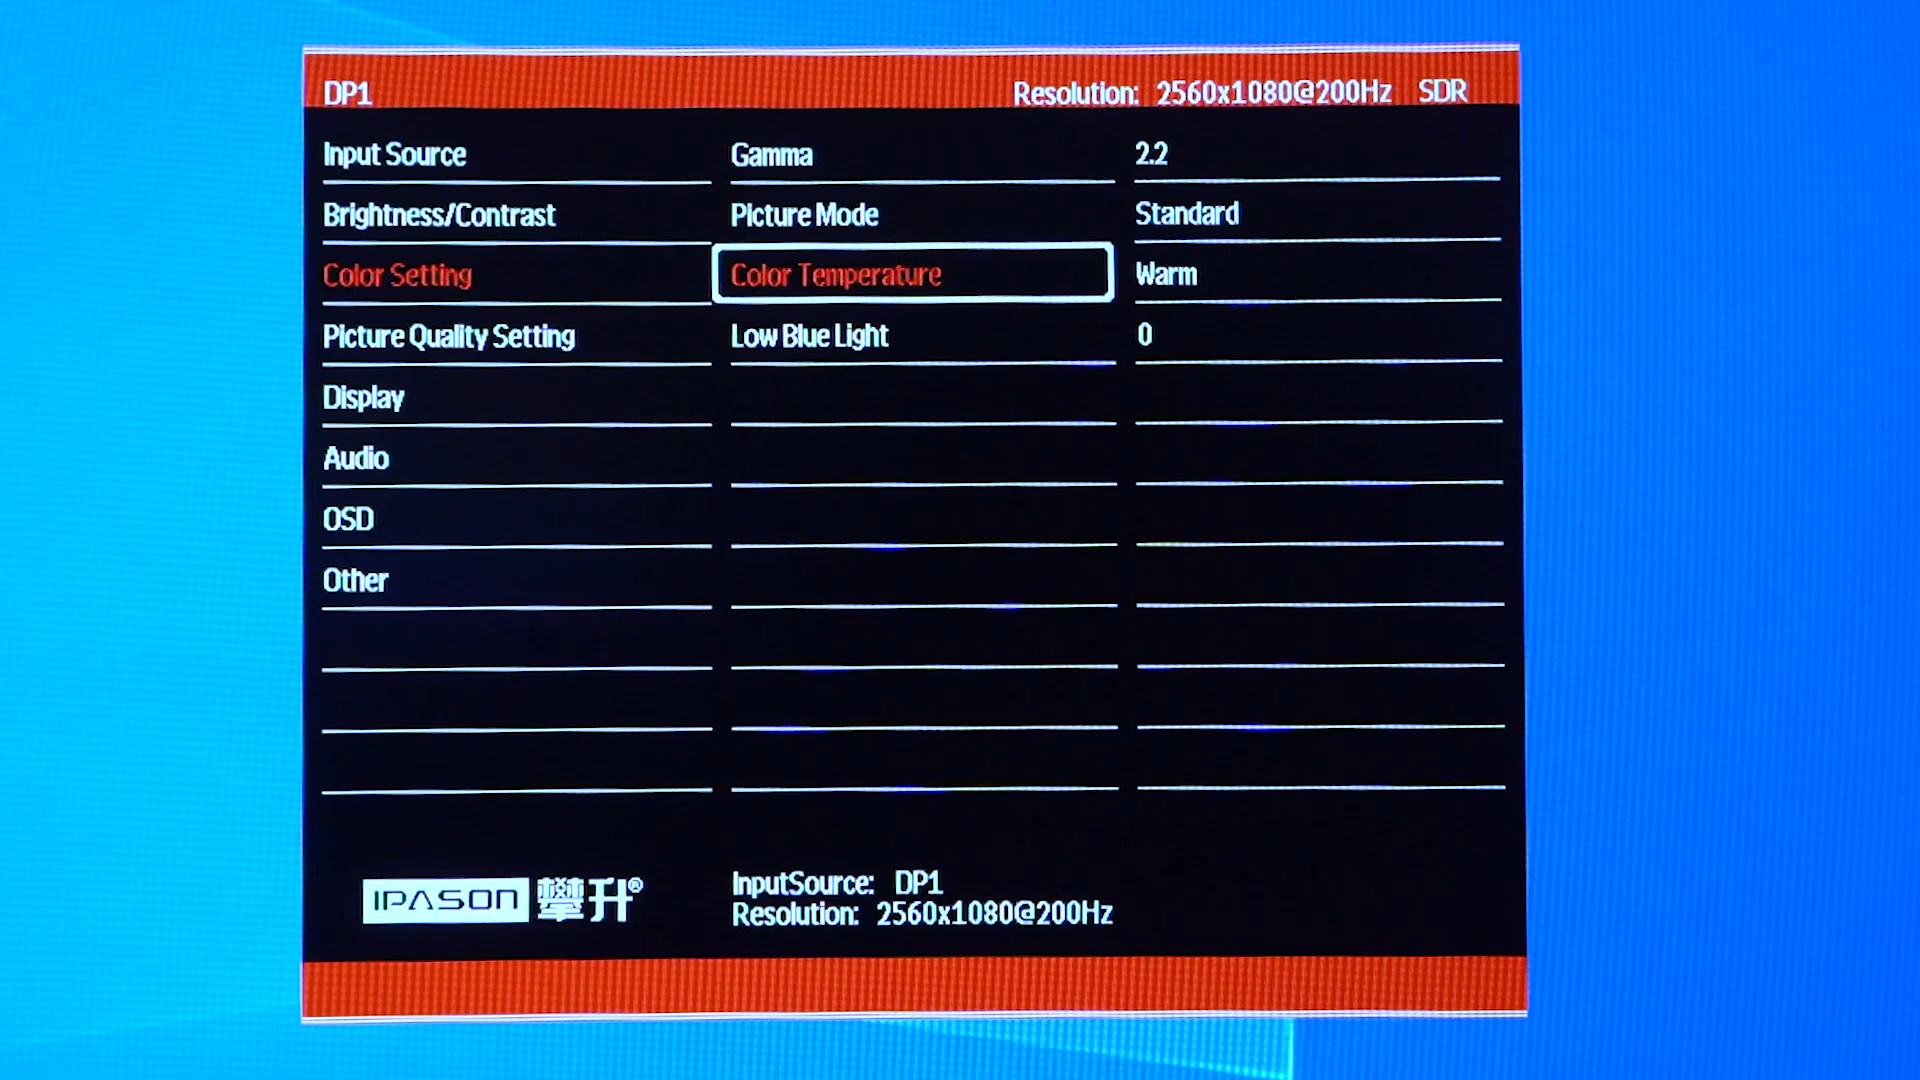 DP1 Resolution: 2560x1080@200Hz SDR
Input Source Gamma 2.2
Brightness/Contrast Picture Mode Standard
Color Setting Color Temperature Warm
Picture Quality Setting Low Blue Light 0
Display
Audio
OSD
Other
IPASON 攀升® InputSource: DP1
Resolution: 2560x1080@200Hz